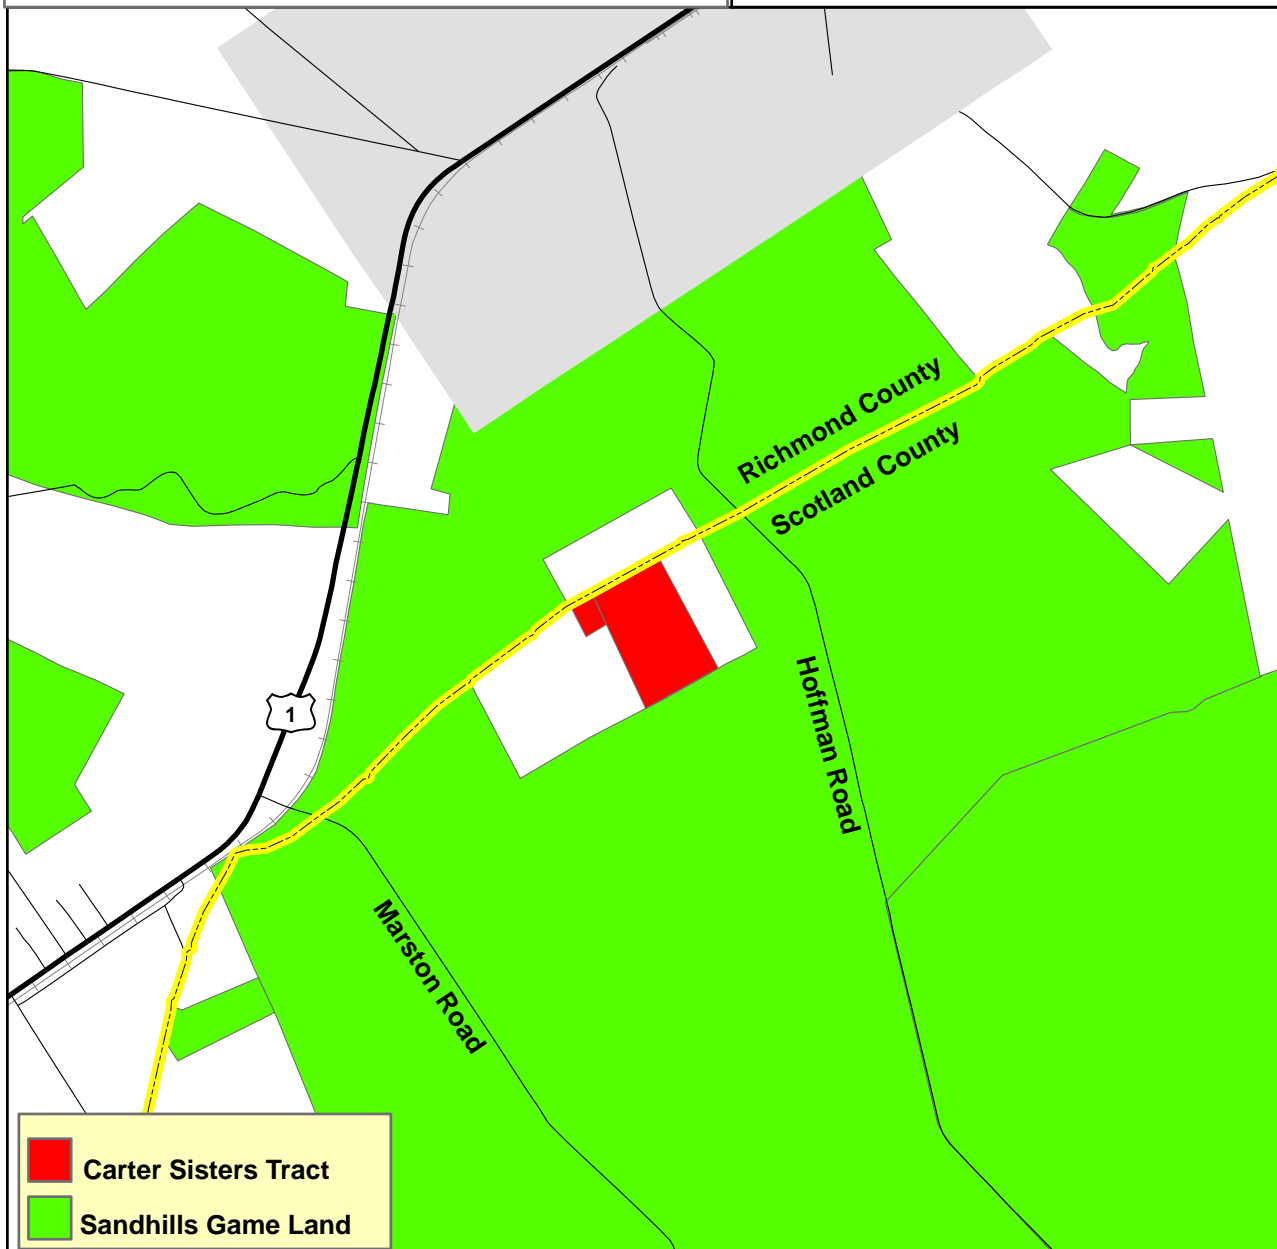 Richmond County
Scotland County
Hoffman Road
1
Marston Road
Carter Sisters Tract
Sandhills Game Land